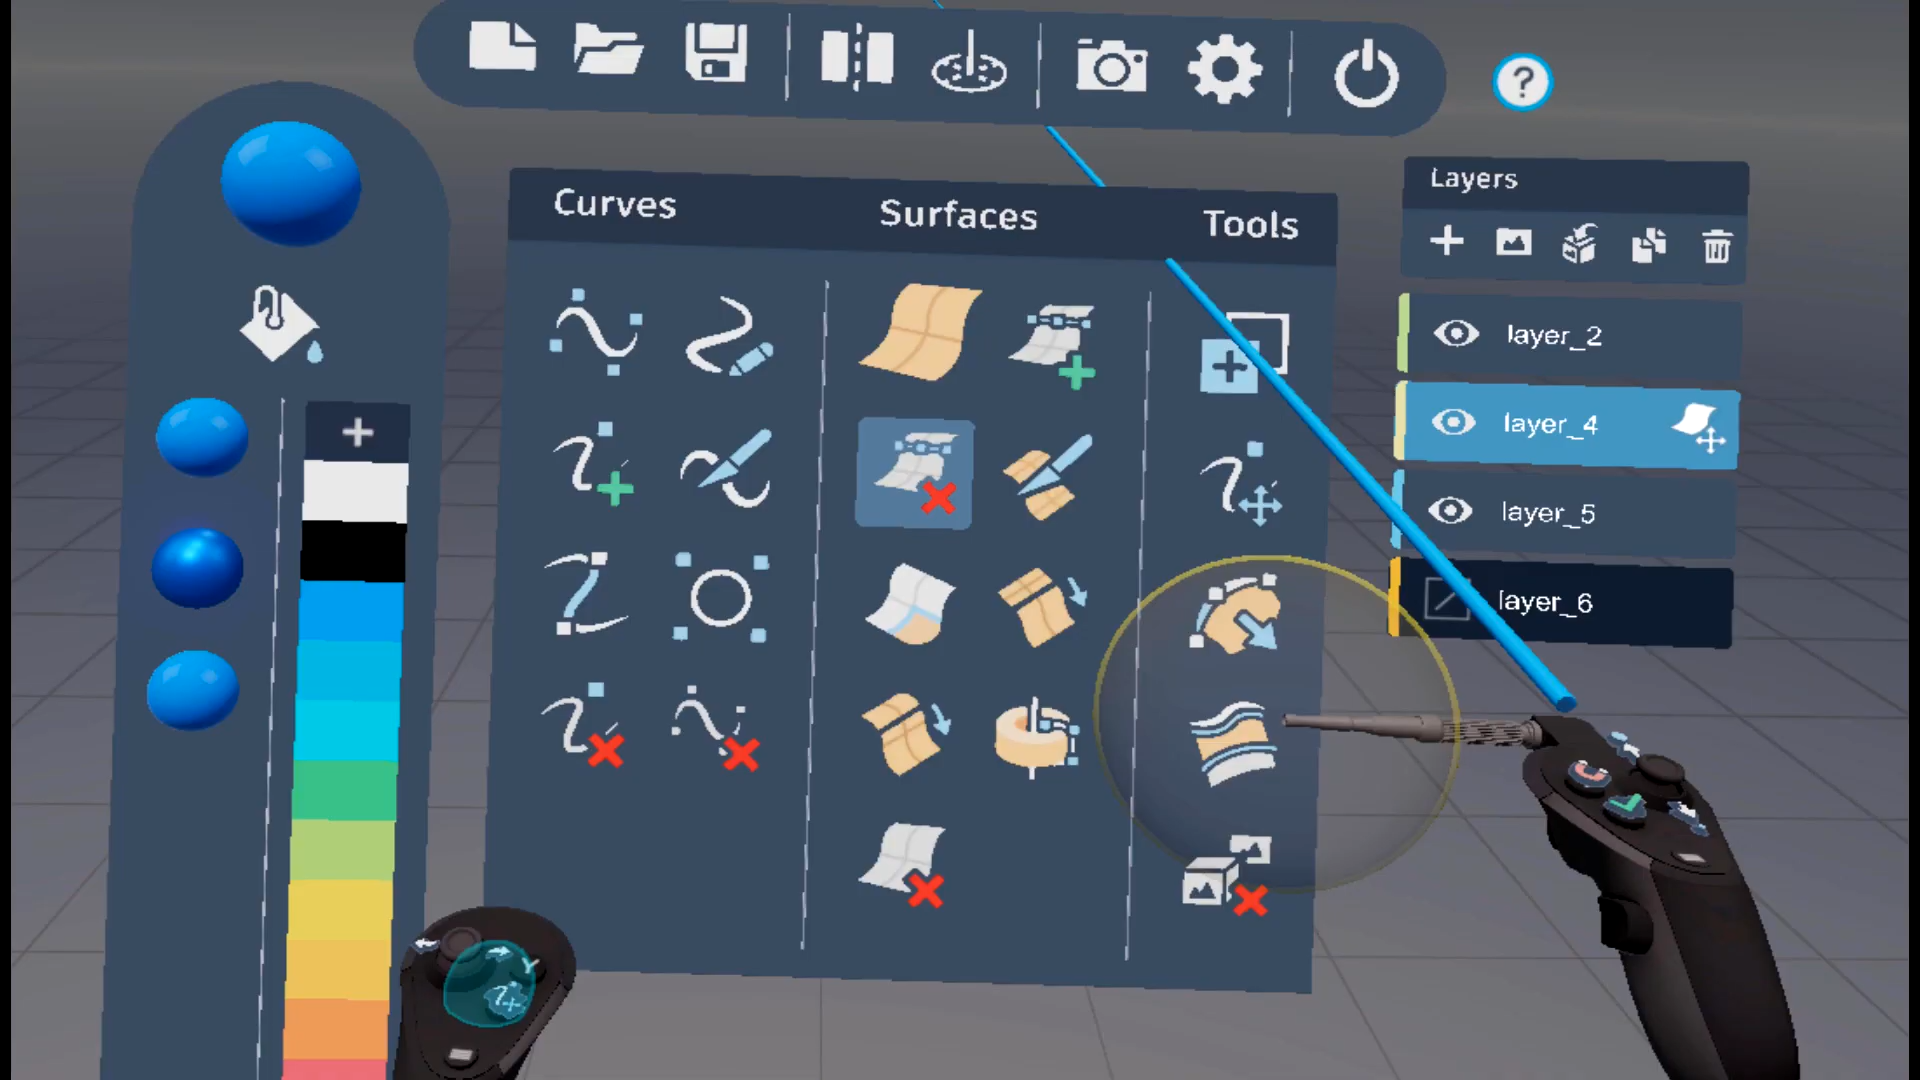 ?
Curves
Surfaces
Tools
Layers
layer_2
layer_4
layer_5
layer_6
Y